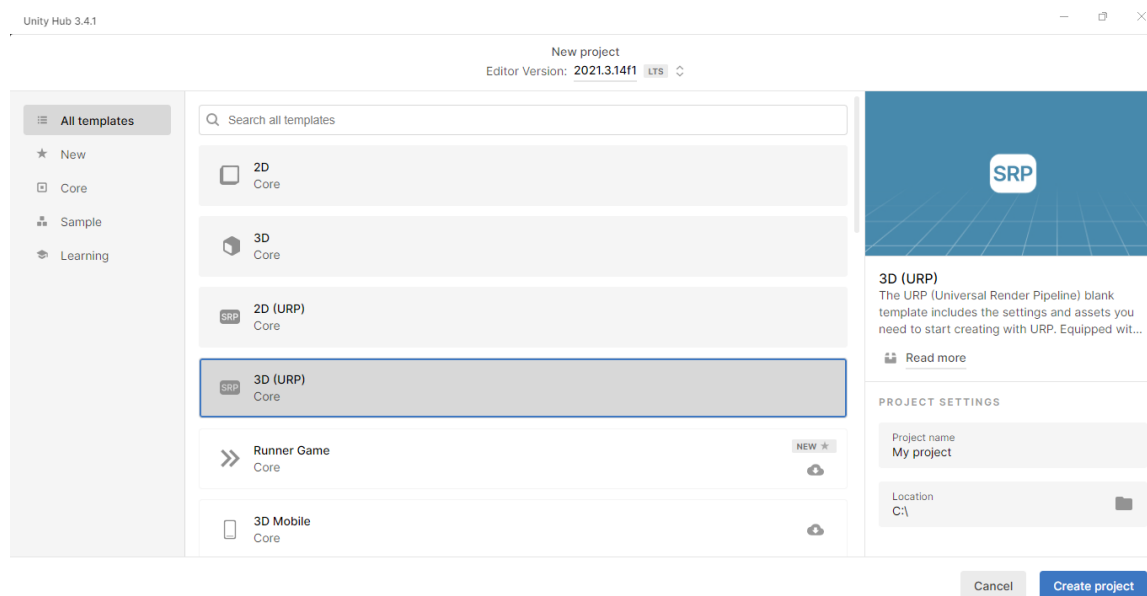 Unity Hub 3.4.1
New project
Editor Version: 2021.3.14f1 LTS
All templates
New
Core
Sample
Learning
Search all templates
2D
Core
3D
Core
SRP
2D (URP)
Core
SRP
3D (URP)
Core
Runner Game
Core
NEW
3D Mobile
Core
SRP
3D (URP)
The URP (Universal Render Pipeline) blank
template includes the settings and assets you
need to start creating with URP. Equipped wit...
Read more
PROJECT SETTINGS
Project name
My project
Location
C:\
Cancel
Create project